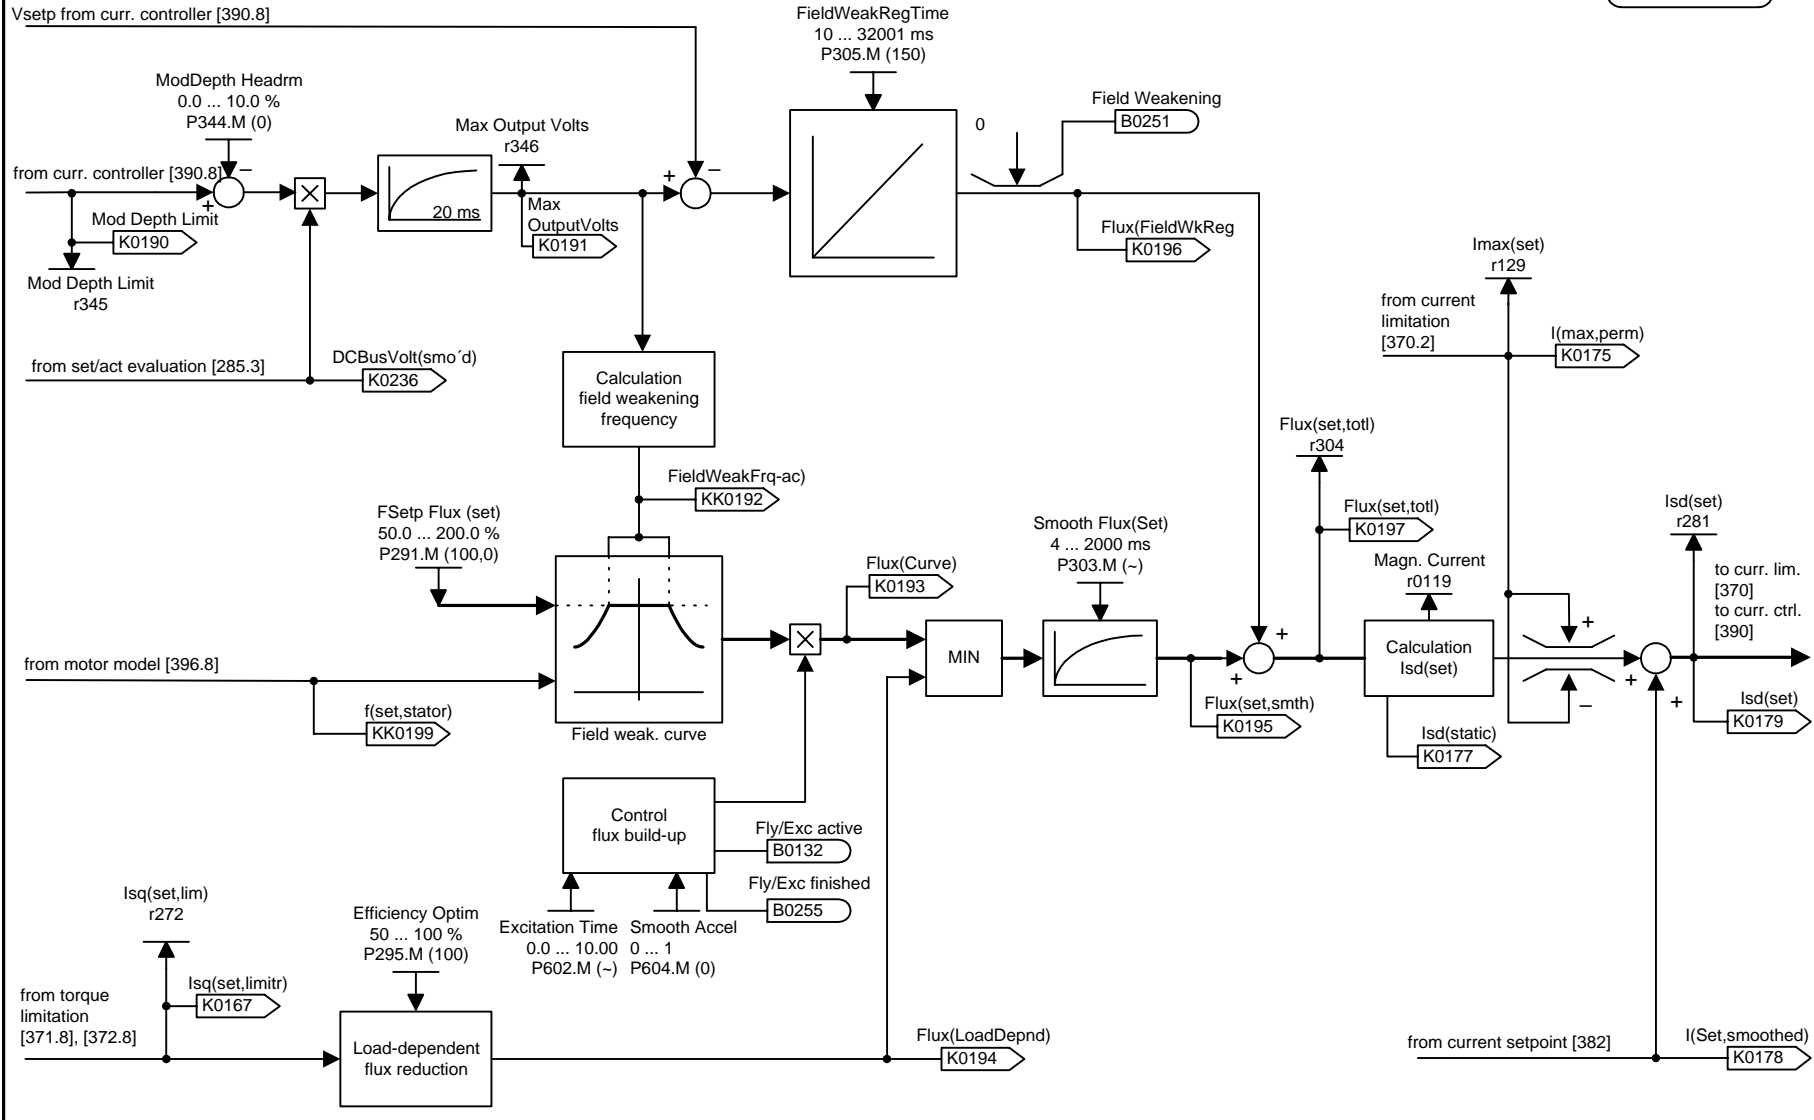 Vsetp from curr. controller [390.8]
FieldWeakRegTime
10 ... 32001 ms
P305.M (150)
ModDepth Headrm
0.0 ... 10.0 %
P344.M (0)
Max Output Volts
r346
Field Weakening
B0251
0
from curr. controller [390.8]
–
+
+
–
20 ms
Mod Depth Limit
K0190
Mod Depth Limit
r345
Max
OutputVolts
K0191
Flux(FieldWkReg
K0196
Imax(set)
r129
from current
limitation
[370.2]
I(max,perm)
K0175
from set/act evaluation [285.3]
DCBusVolt(smo´d)
K0236
Calculation
field weakening
frequency
FieldWeakFrq-ac)
KK0192
Flux(set,totl)
r304
Flux(set,totl)
K0197
FSetp Flux (set)
50.0 ... 200.0 %
P291.M (100,0)
Smooth Flux(Set)
4 ... 2000 ms
P303.M (~)
Isd(set)
r281
Flux(Curve)
K0193
Magn. Current
r0119
to curr. lim.
[370]
to curr. ctrl.
[390]
from motor model [396.8]
f(set,stator)
KK0199
Field weak. curve
MIN
+
+
Calculation
Isd(set)
+
–
+
+
Flux(set,smth)
K0195
Isd(static)
K0177
Isd(set)
K0179
Control
flux build-up
Fly/Exc active
B0132
Fly/Exc finished
B0255
Excitation Time
0.0 ... 10.00
P602.M (~)
Smooth Accel
0 ... 1
P604.M (0)
Isq(set,lim)
r272
Efficiency Optim
50 ... 100 %
P295.M (100)
Isq(set,limitr)
K0167
from torque
limitation
[371.8], [372.8]
Load-dependent
flux reduction
Flux(LoadDepnd)
K0194
from current setpoint [382]
I(Set,smoothed)
K0178